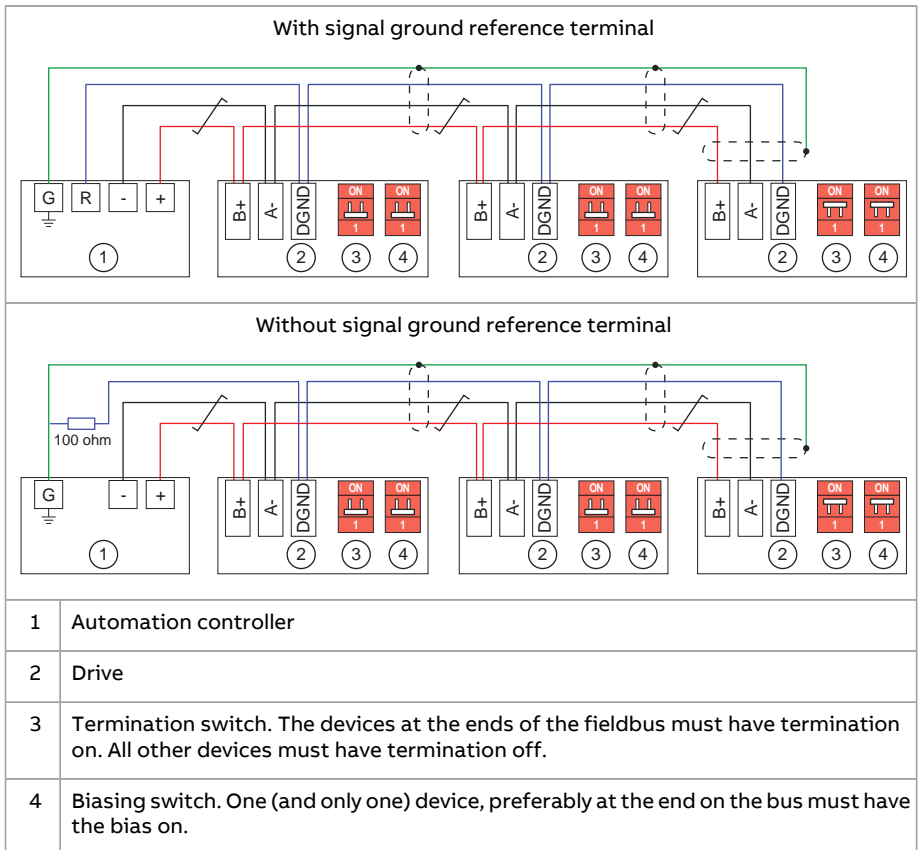 With signal ground reference terminal
G R - + B+ A- DGND ON ON B+ A- DGND ON ON B+ A- DGND ON ON
1 1 1 1 1 1
1 2 3 4 2 3 4 2 3 4
Without signal ground reference terminal
100 ohm
G - + B+ A- DGND ON ON B+ A- DGND ON ON B+ A- DGND ON ON
1 1 1 1 1 1
1 2 3 4 2 3 4 2 3 4
1 Automation controller
2 Drive
3 Termination switch. The devices at the ends of the fieldbus must have termination
on. All other devices must have termination off.
4 Biasing switch. One (and only one) device, preferably at the end on the bus must have
the bias on.